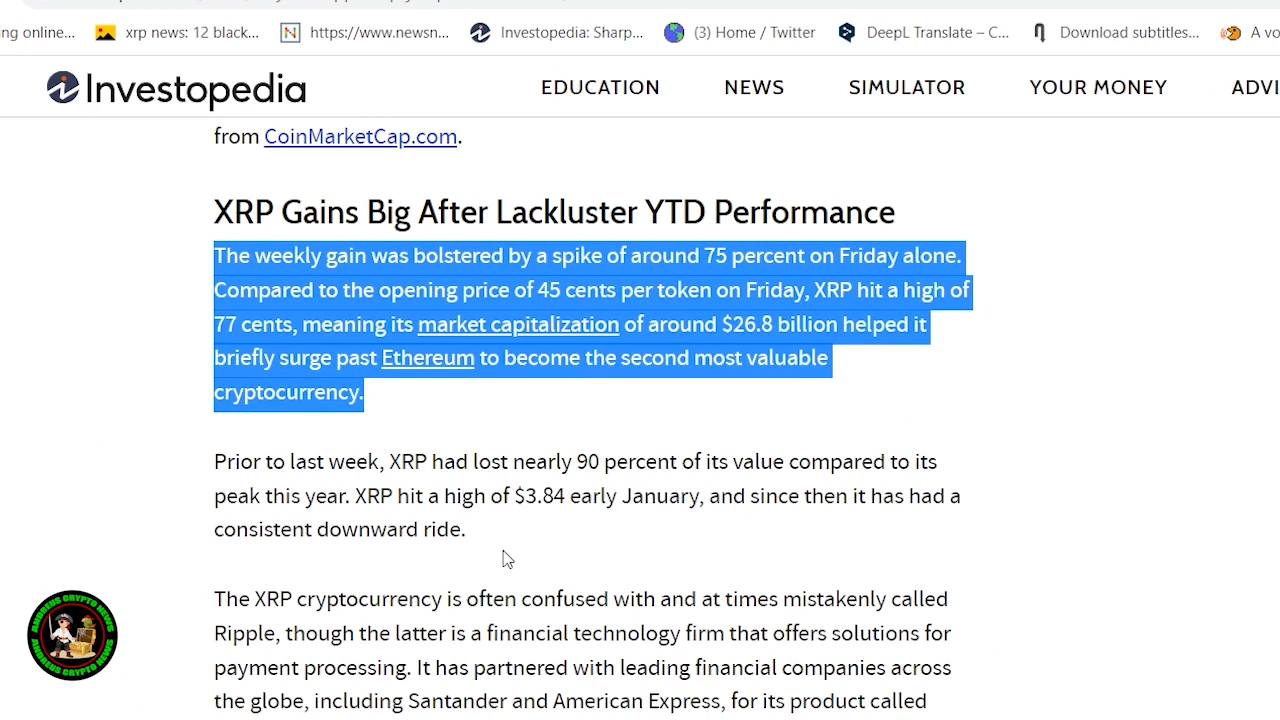 ing online...
xrp news: 12 black...
https://www.newsn...
Investopedia: Sharp...
(3) Home / Twitter
DeepL Translate – C...
Download subtitles...
A vo
Investopedia
EDUCATION
NEWS
SIMULATOR
YOUR MONEY
ADVI
from CoinMarketCap.com.
XRP Gains Big After Lackluster YTD Performance
The weekly gain was bolstered by a spike of around 75 percent on Friday alone.
Compared to the opening price of 45 cents per token on Friday, XRP hit a high of
77 cents, meaning its market capitalization of around $26.8 billion helped it
briefly surge past Ethereum to become the second most valuable
cryptocurrency.
Prior to last week, XRP had lost nearly 90 percent of its value compared to its
peak this year. XRP hit a high of $3.84 early January, and since then it has had a
consistent downward ride.
The XRP cryptocurrency is often confused with and at times mistakenly called
Ripple, though the latter is a financial technology firm that offers solutions for
payment processing. It has partnered with leading financial companies across
the globe, including Santander and American Express, for its product called
ANDREUS CRYPTO NEWS
ANDREUS CRYPTO NEWS